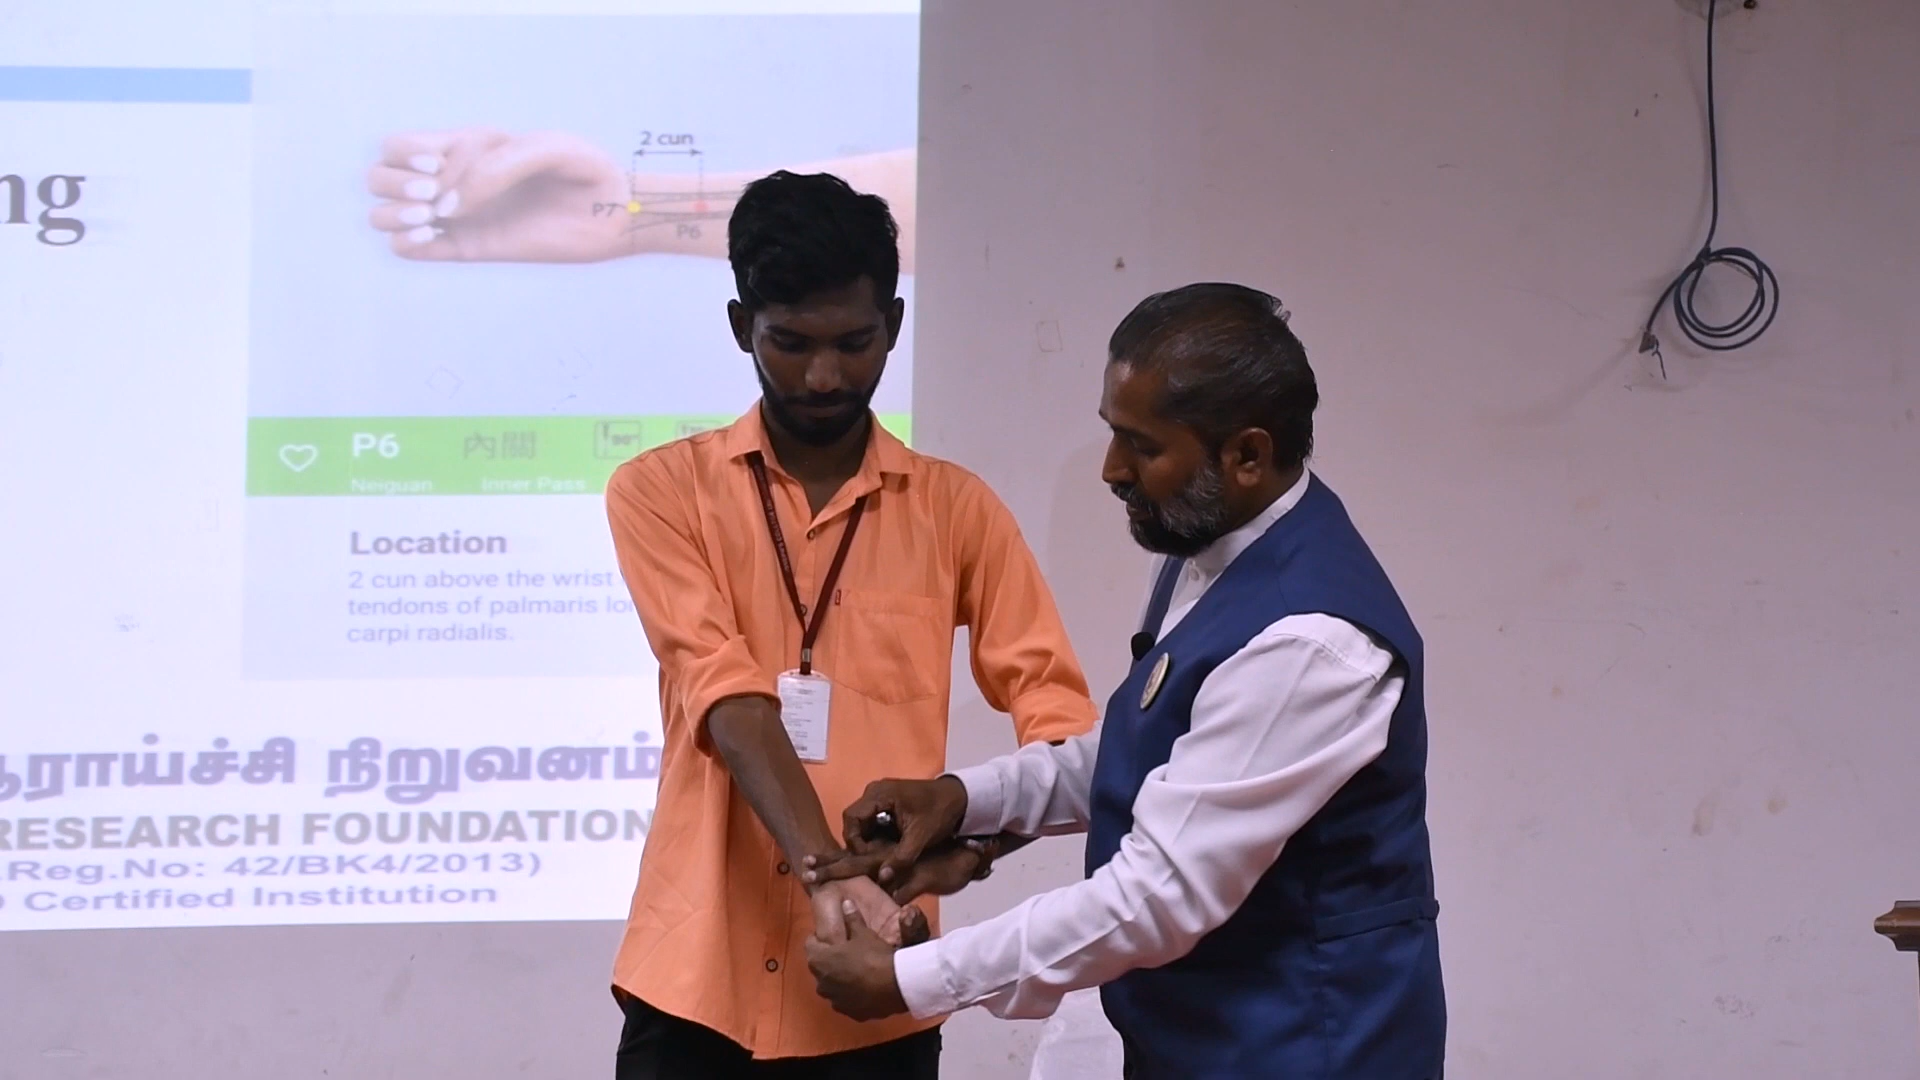 ng
2 cun
P7
P6
P6 內關
Neiguan Inner Pass
Location
2 cun above the wrist
tendons of palmaris
carpi radialis.
ஆராய்ச்சி நிறுவனம்
RESEARCH FOUNDATION
.Reg.No: 42/BK4/2013)
Certified Institution